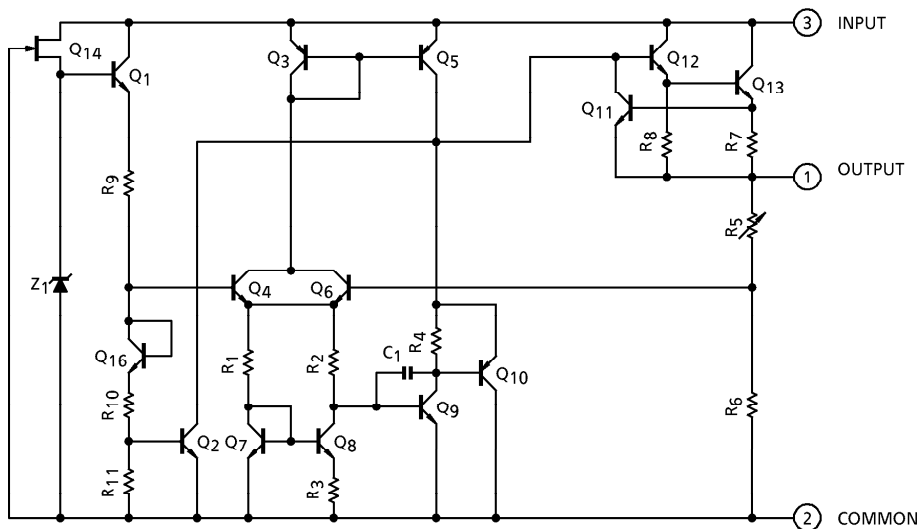 3 INPUT
Q14
Q1
Q3
Q5
Q12
Q13
Q11
R8
R7
1 OUTPUT
R9
R5
Z1
Q4
Q6
Q16
R1
R2
C1
R4
Q10
R10
Q9
R6
Q2
Q7
Q8
R11
R3
2 COMMON